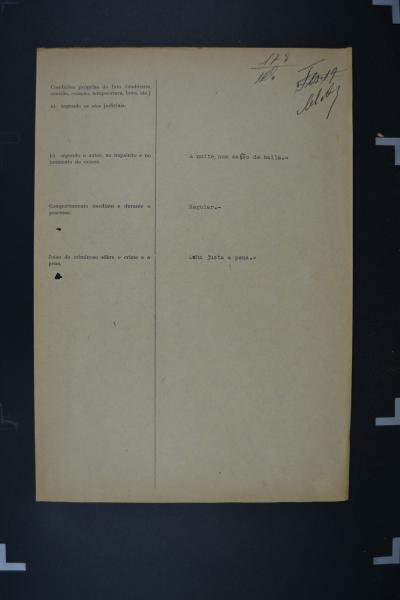 178
Condições próprias do fato (ambiente,
ocasião, estação, temperatura, hora, etc.)
a) segundo os atos judiciais.
b) segundo o autor, no inquérito e no
momento do exame.
A noite, num salão de baile.-
Comportamento imediato e durante o
processo.
Regular.-
Juízo do criminoso sôbre o crime e a
pena.
Acha justa a pena.-